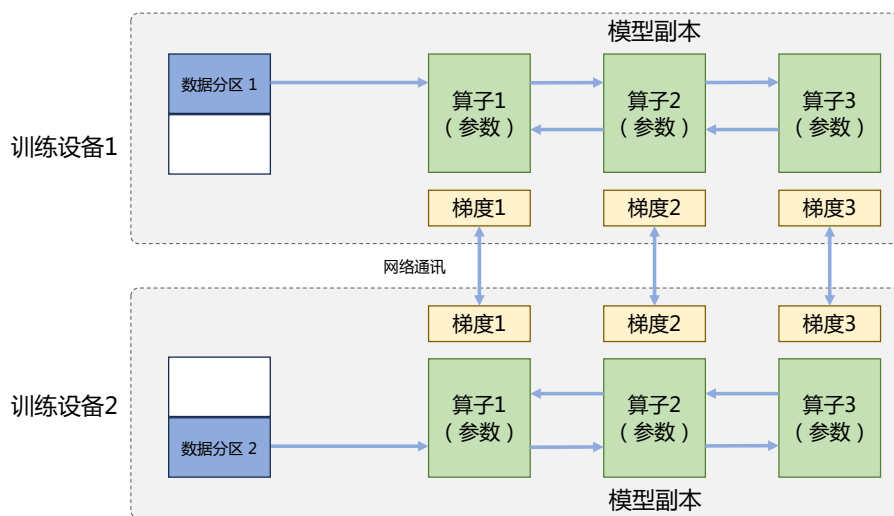 模型副本
数据分区 1
算子1
（参数）
算子2
（参数）
算子3
（参数）
训练设备1
梯度1
梯度2
梯度3
网络通讯
梯度1
梯度2
梯度3
训练设备2
算子1
（参数）
算子2
（参数）
算子3
（参数）
数据分区 2
模型副本